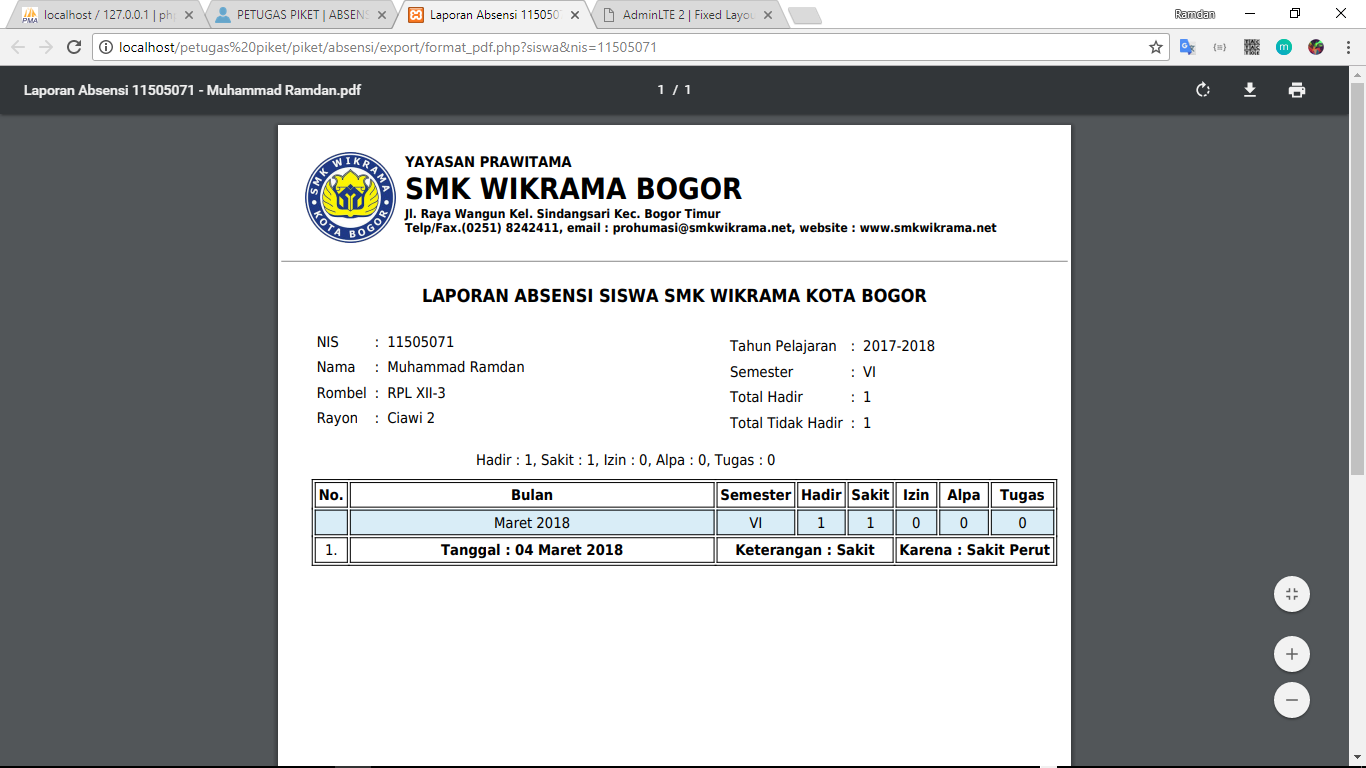 localhost / 127.0.0.1 | ph
PETUGAS PIKET | ABSEN
Laporan Absensi 115050
AdminLTE 2 | Fixed Layou
Ramdan
localhost/petugas%20piket/piket/absensi/export/format_pdf.php?siswa&nis=11505071
Laporan Absensi 11505071 - Muhammad Ramdan.pdf
1 / 1
SMK WIKRAMA
KOTA BOGOR
YAYASAN PRAWITAMA
SMK WIKRAMA BOGOR
Jl. Raya Wangun Kel. Sindangsari Kec. Bogor Timur
Telp/Fax.(0251) 8242411, email : prohumasi@smkwikrama.net, website : www.smkwikrama.net
LAPORAN ABSENSI SISWA SMK WIKRAMA KOTA BOGOR
NIS : 11505071
Nama : Muhammad Ramdan
Rombel : RPL XII-3
Rayon : Ciawi 2
Tahun Pelajaran : 2017-2018
Semester : VI
Total Hadir : 1
Total Tidak Hadir : 1
Hadir : 1, Sakit : 1, Izin : 0, Alpa : 0, Tugas : 0
No. Bulan Semester Hadir Sakit Izin Alpa Tugas
Maret 2018 VI 1 1 0 0 0
1. Tanggal : 04 Maret 2018 Keterangan : Sakit Karena : Sakit Perut